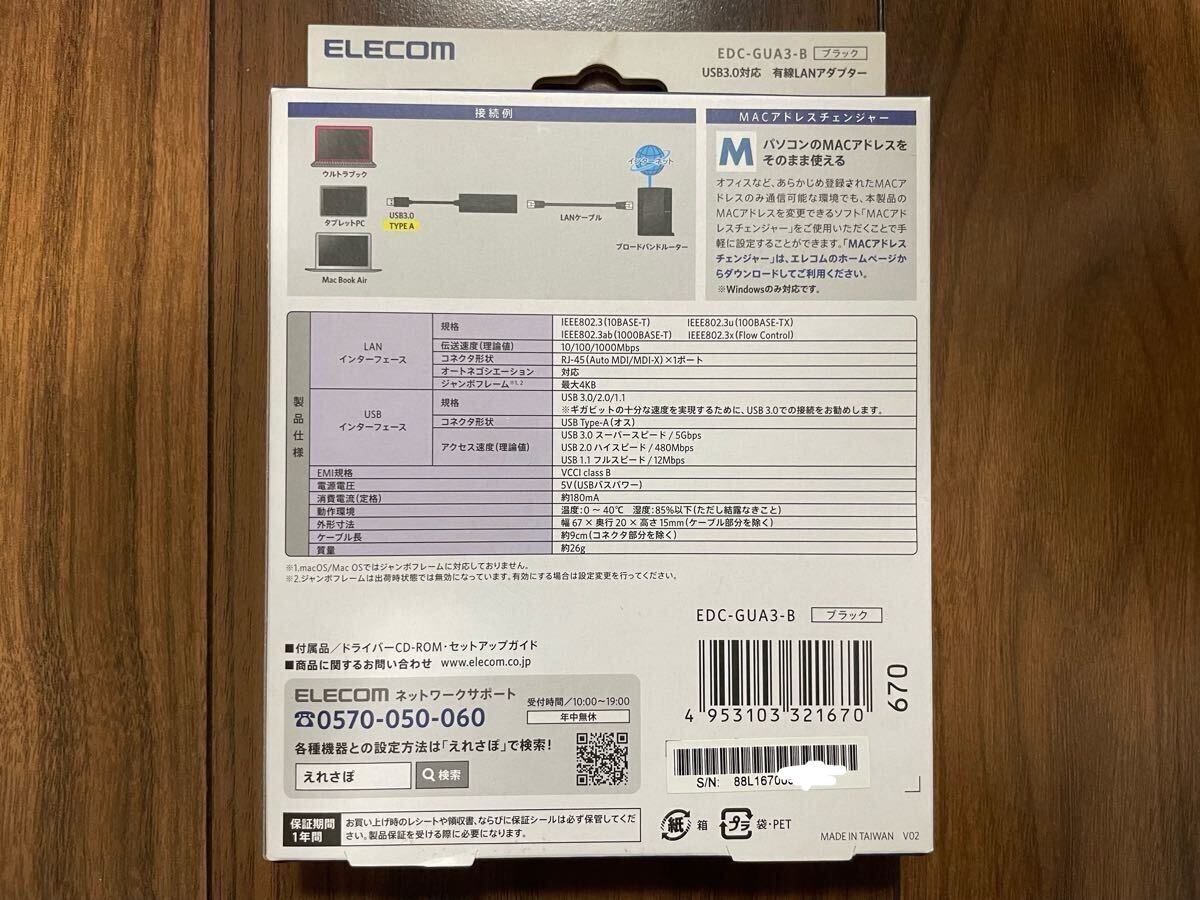 ELECOM
EDC-GUA3-B ブラック
USB3.0対応 有線LANアダプター
接続例
ウルトラブック
タブレットPC
Mac Book Air
USB3.0
TYPE A
LANケーブル
インターネット
ブロードバンドルーター
MACアドレスチェンジャー
M
パソコンのMACアドレスを
そのまま使える
オフィスなど、あらかじめ登録されたMACア
ドレスのみ通信可能な環境でも、本製品の
MACアドレスを変更できるソフト「MACアド
レスチェンジャー」をご使用いただくことで手
軽に設定することができます。「MACアドレス
チェンジャー」は、エレコムのホームページか
らダウンロードしてご利用ください。
※Windowsのみ対応です。
製品仕様
LAN
インターフェース
規格
IEEE802.3(10BASE-T) IEEE802.3u(100BASE-TX)
IEEE802.3ab(1000BASE-T) IEEE802.3x(Flow Control)
伝送速度(理論値) 10/100/1000Mbps
コネクタ形状 RJ-45(Auto MDI/MDI-X)×1ポート
オートネゴシエーション 対応
ジャンボフレーム※1、2 最大4KB
USB
インターフェース
規格
USB 3.0/2.0/1.1
※ギガビットの十分な速度を実現するために、USB 3.0での接続をお勧めします。
コネクタ形状 USB Type-A(オス)
アクセス速度(理論値)
USB 3.0 スーパースピード / 5Gbps
USB 2.0 ハイスピード / 480Mbps
USB 1.1 フルスピード / 12Mbps
EMI規格 VCCI class B
電源電圧 5V(USBバスパワー)
消費電流(定格) 約180mA
動作環境 温度:0 ～ 40℃ 湿度:85%以下(ただし結露なきこと)
外形寸法 幅 67 × 奥行 20 × 高さ 15mm(ケーブル部分を除く)
ケーブル長 約9cm(コネクタ部分を除く)
質量 約26g
※1.macOS/Mac OSではジャンボフレームに対応しておりません。
※2.ジャンボフレームは出荷時状態では無効になっています。有効にする場合は設定変更を行ってください。
EDC-GUA3-B ブラック
■付属品／ドライバーCD-ROM・セットアップガイド
■商品に関するお問い合わせ www.elecom.co.jp
ELECOM ネットワークサポート
☎0570-050-060
受付時間／10:00~19:00
年中無休
各種機器との設定方法は「えれさぽ」で検索!
えれさぽ 検索
4 953103 321670
670
S/N: 88L1670
保証期間
1年間
お買い上げ時のレシートや領収書、ならびに保証シールは必ず保管してくだ
さい。製品保証を受ける際に必要になります。
紙 箱 プラ 袋・PET
MADE IN TAIWAN V02